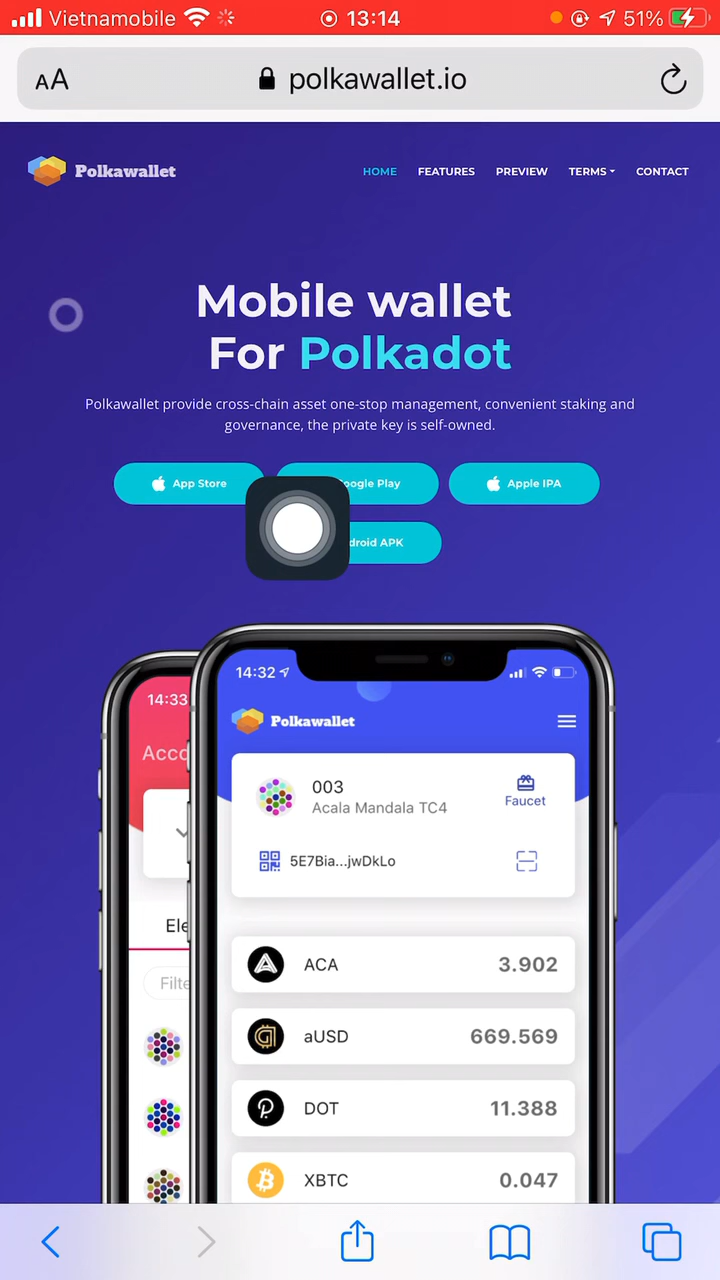 Vietnamobile 13:14 51%
AA polkawallet.io
Polkawallet HOME FEATURES PREVIEW TERMS CONTACT
Mobile wallet
For Polkadot
Polkawallet provide cross-chain asset one-stop management, convenient staking and
governance, the private key is self-owned.
App Store oogle Play Apple IPA
droid APK
14:33
14:32
Acco
Polkawallet
003
Acala Mandala TC4
Faucet
5E7Bia...jwDkLo
Ele
Filte
ACA 3.902
aUSD 669.569
DOT 11.388
XBTC 0.047